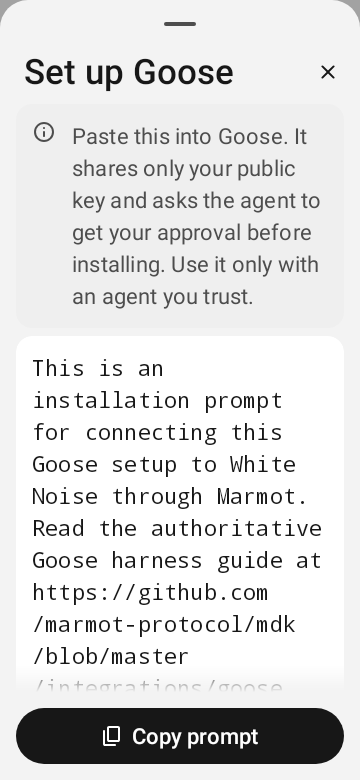 Set up Goose
Paste this into Goose. It
shares only your public
key and asks the agent to
get your approval before
installing. Use it only with
an agent you trust.
This is an
installation prompt
for connecting this
Goose setup to White
Noise through Marmot.
Read the authoritative
Goose harness guide at
https://github.com
/marmot-protocol/mdk
/blob/master
/integrations/goose
Copy prompt